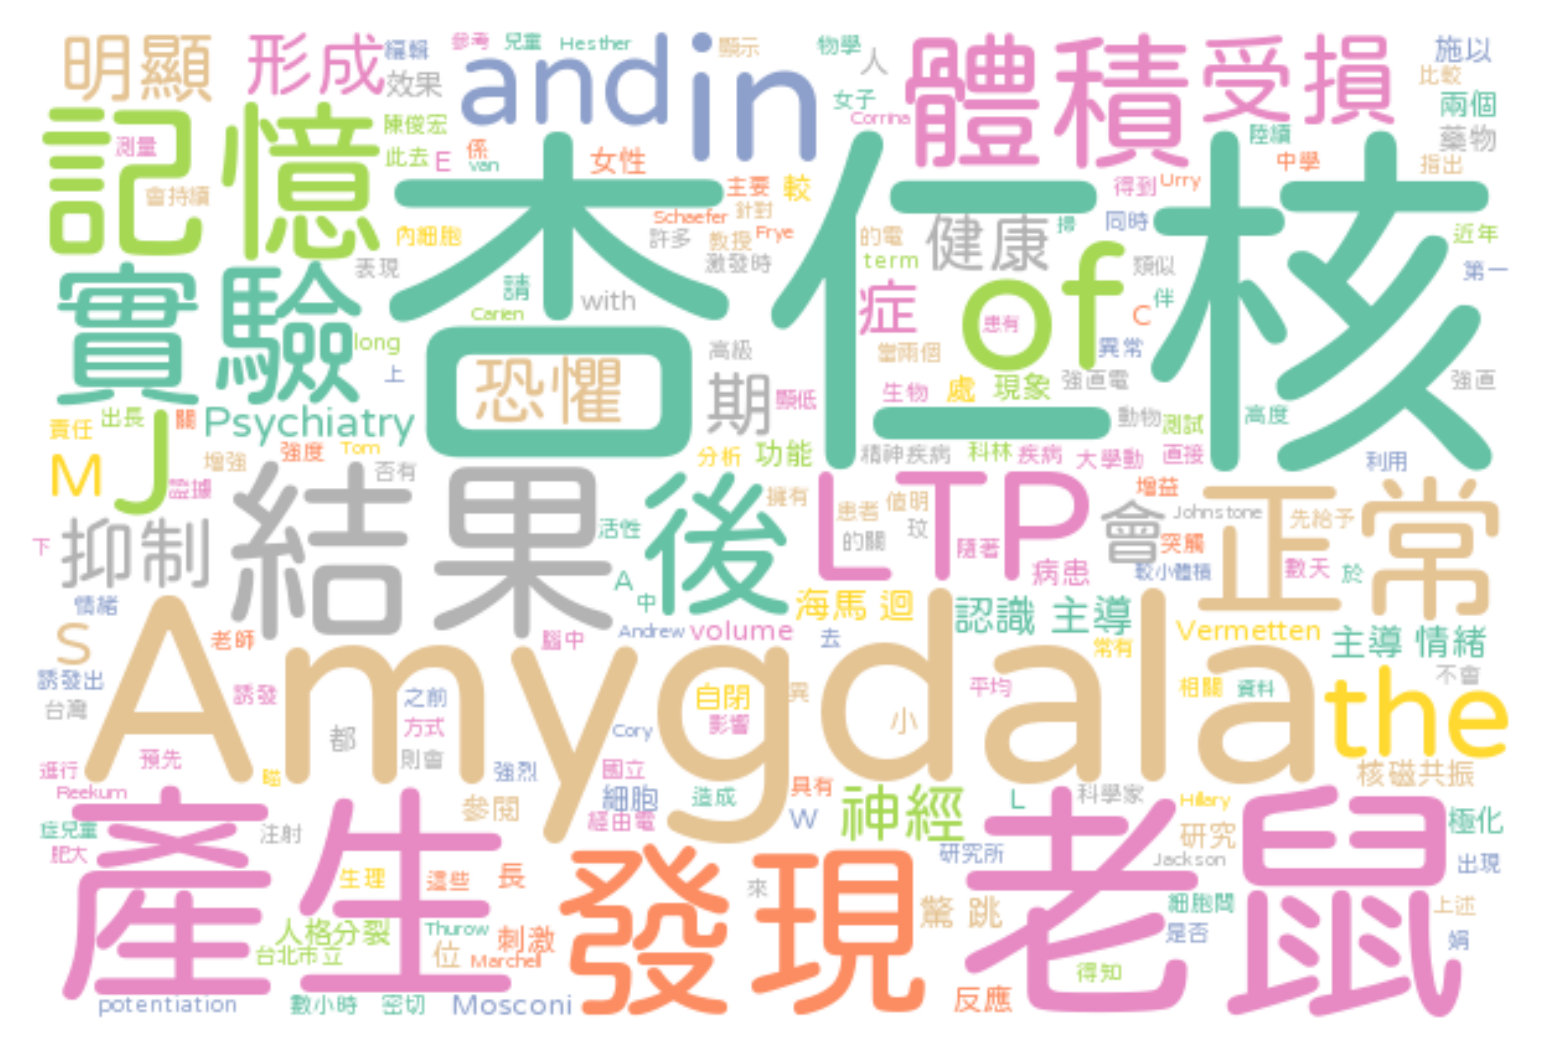 明顯 形成 編輯 參考 兒童 Hesther and in 顯示 物學 人 體積 受損 施以
效果 女子 Corrina 比較 兩個
記憶 測量 陳俊宏 此去 E 係 van 女性 陸續 中學 藥物 指出
會持續 杏仁核 主要 較 得到 Urry
內細胞 Schaefer 針對 許多 教授 Frye 的電 健康 掃 同時 近年
實驗 表現 請 激發時 term of 類似 第一
Carien with 症 患有 C 伴
long 上 恐懼 高級 當兩個 異常
期 顯低 生物 處 現象 強直電 強直
責任 出長 關 Psychiatry 動物 測試 高度
M J 增強 強度 Tom 分析 功能 精神疾病 科林 疾病 大學動 直接 利用
證據 結果 否有 後 擁有 LTP 患者 值明 增益 正常
下 抑制 活性 的關 玟 隨著 會 Johnstone 突觸 先給予
情緒 A 中 病患 較小體積 數天 於
S 老師 腦中 Andrew volume 海馬 迴 去 認識 主導 常有 Vermetten 主導 情緒
誘發出 誘發 Amygdala 之前 自閉 異 平均 相關 資料 不會
台灣 都 方式 Cory 影響 小 the
進行 預先 瞄 則會 強烈 國立 具有 核磁共振
Reekum 參閱 細胞 造成 W 神經 L 科學家 Hillary
症兒童 注射 經由電 研究 極化
肥大 產生 生理 這些 長 發現 來 研究所 老鼠 Jackson 出現
人格分裂 Thurow 刺激 驚 跳 細胞間 上述
台北市立 位 Marchell 是否 娟
potentiation 數小時 密切 Mosconi 反應 得知